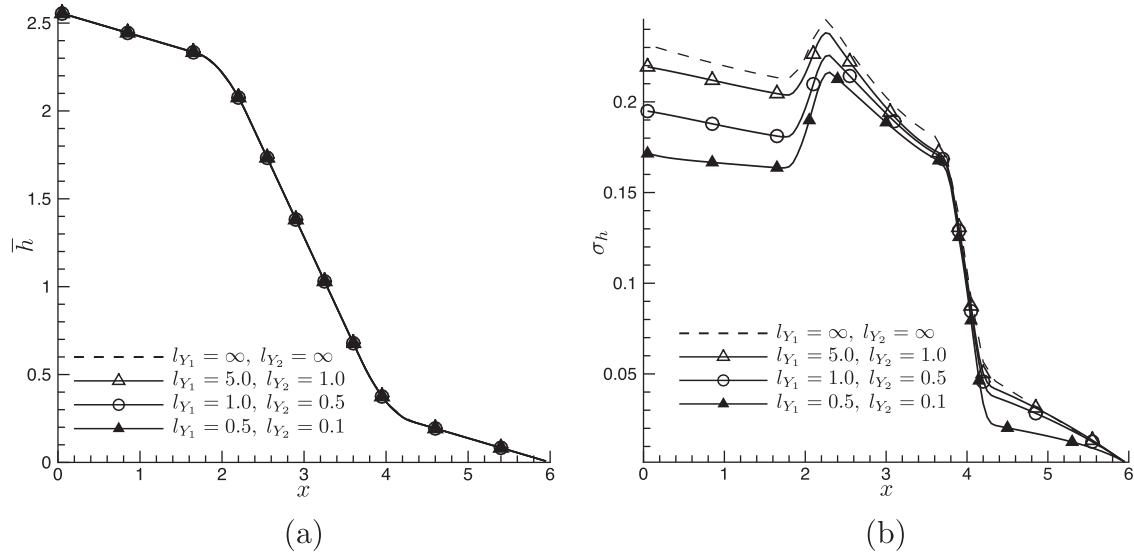 2.5
2
1.5
1
0.5
0
h̅
0 1 2 3 4 5 6
x
l_{Y_1} = ∞, l_{Y_2} = ∞
l_{Y_1} = 5.0, l_{Y_2} = 1.0
l_{Y_1} = 1.0, l_{Y_2} = 0.5
l_{Y_1} = 0.5, l_{Y_2} = 0.1
(a)
0.2
0.15
0.1
0.05
σ_h
0 1 2 3 4 5 6
x
l_{Y_1} = ∞, l_{Y_2} = ∞
l_{Y_1} = 5.0, l_{Y_2} = 1.0
l_{Y_1} = 1.0, l_{Y_2} = 0.5
l_{Y_1} = 0.5, l_{Y_2} = 0.1
(b)